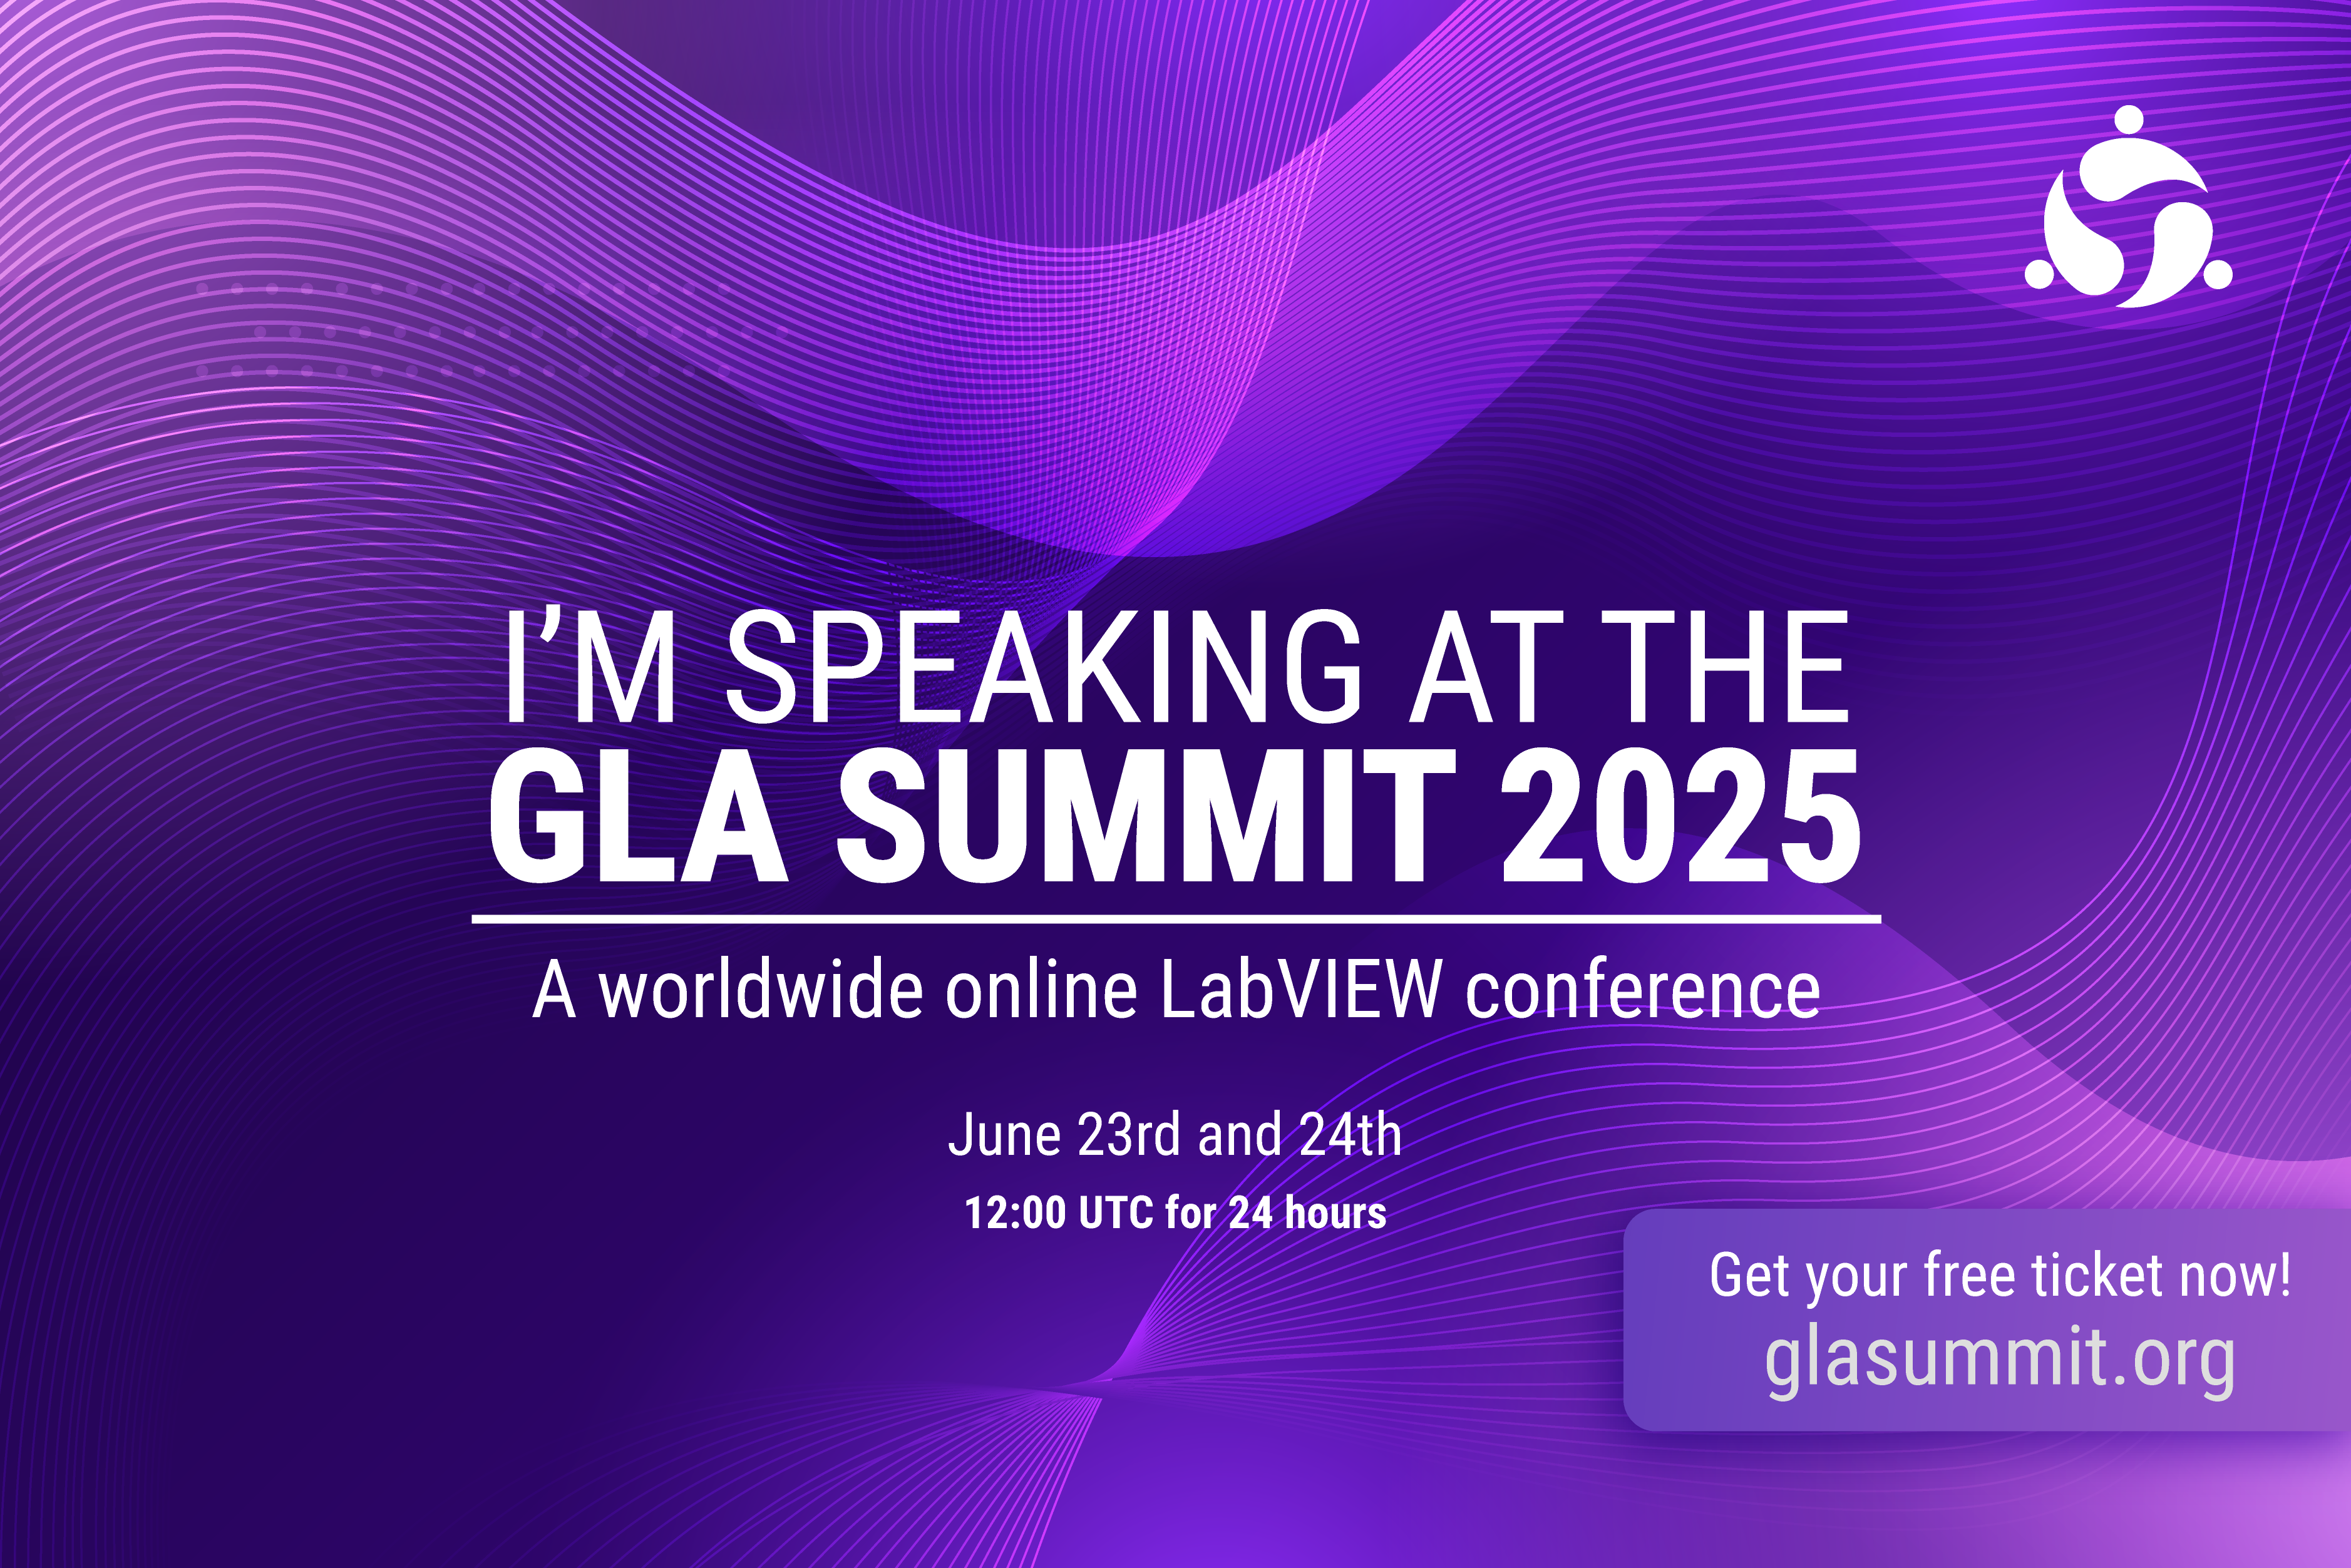 I’M SPEAKING AT THE
GLA SUMMIT 2025
A worldwide online LabVIEW conference
June 23rd and 24th
12:00 UTC for 24 hours
Get your free ticket now!
glasummit.org